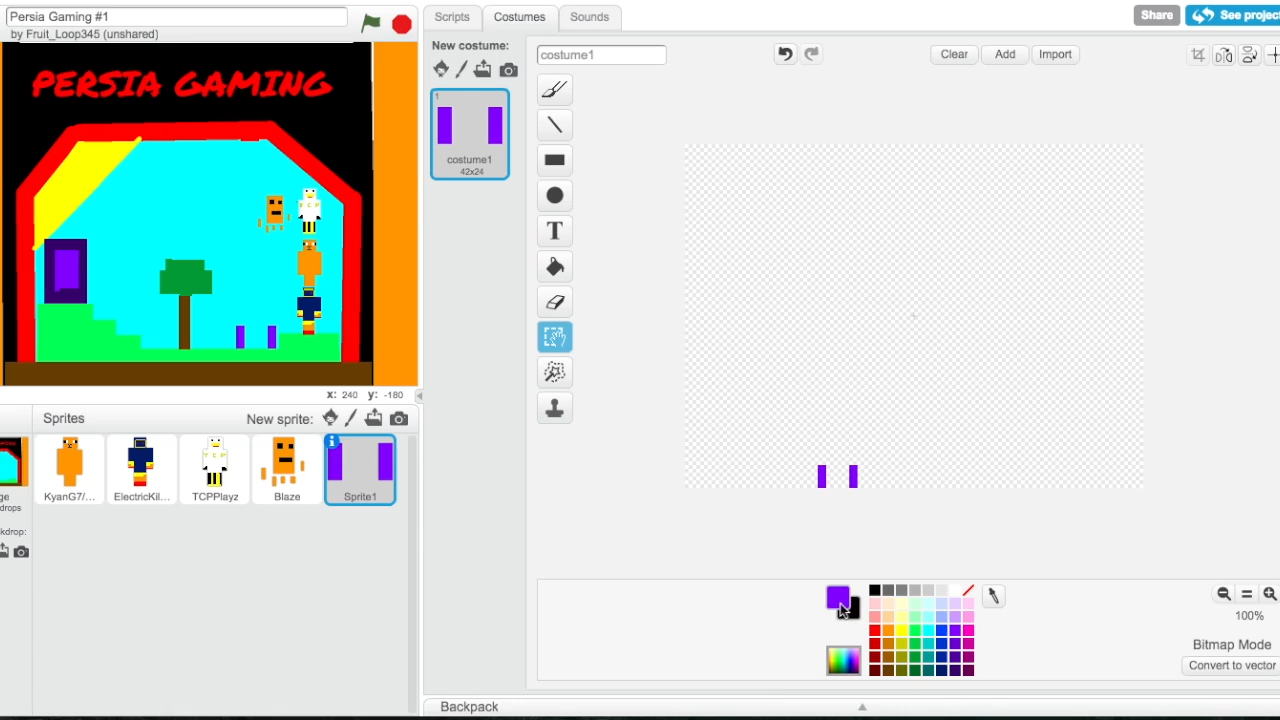 Persia Gaming #1
by Fruit_Loop345 (unshared)
Scripts
Costumes
Sounds
Share
See project
PERSIA GAMING
New costume:
costume1
Clear
Add
Import
1
costume1
42x24
x: 240 y: -180
Sprites
New sprite:
KyanG7/...
ElectricKil...
TCPPlayz
Blaze
Sprite1
T
100%
Bitmap Mode
Convert to vector
Backpack